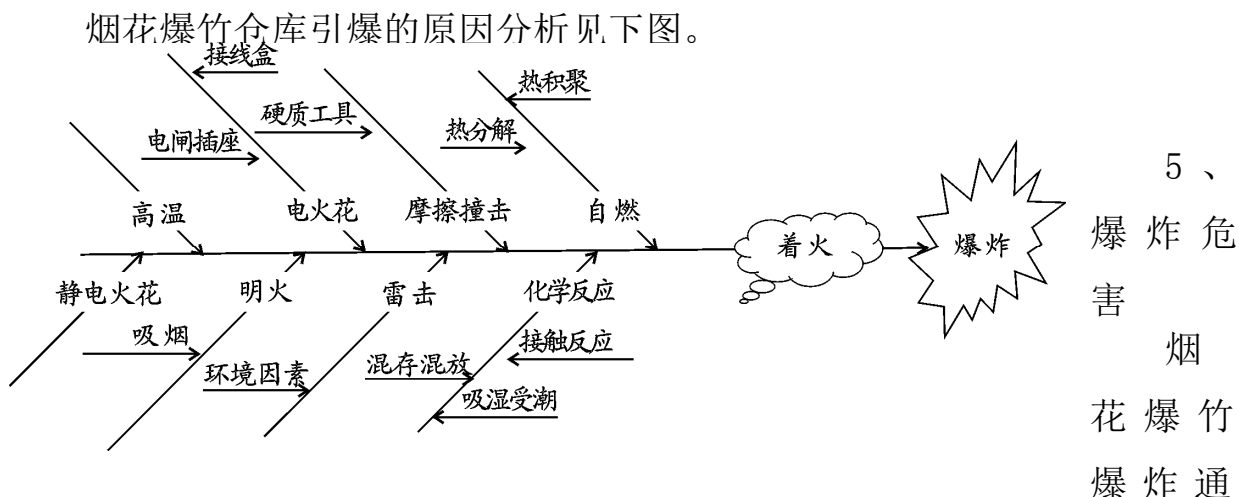 烟花爆竹仓库引爆的原因分析见下图。
接线盒
热积聚
硬质工具
热分解
电闸插座
高温
电火花
摩擦撞击
自燃
着火
爆炸
静电火花
明火
雷击
化学反应
吸烟
接触反应
环境因素
混存混放
吸湿受潮
5、
爆炸危
害
烟
花爆竹
爆炸通